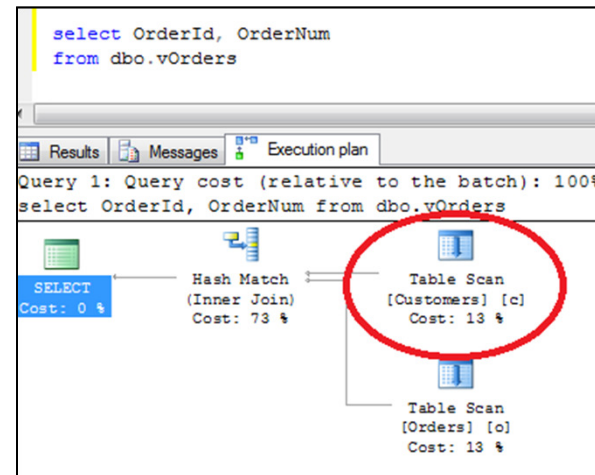 select OrderId, OrderNum
from dbo.vOrders
Results Messages Execution plan
Query 1: Query cost (relative to the batch): 100%
select OrderId, OrderNum from dbo.vOrders
SELECT
Cost: 0 %
Hash Match
(Inner Join)
Cost: 73 %
Table Scan
[Customers] [c]
Cost: 13 %
Table Scan
[Orders] [o]
Cost: 13 %